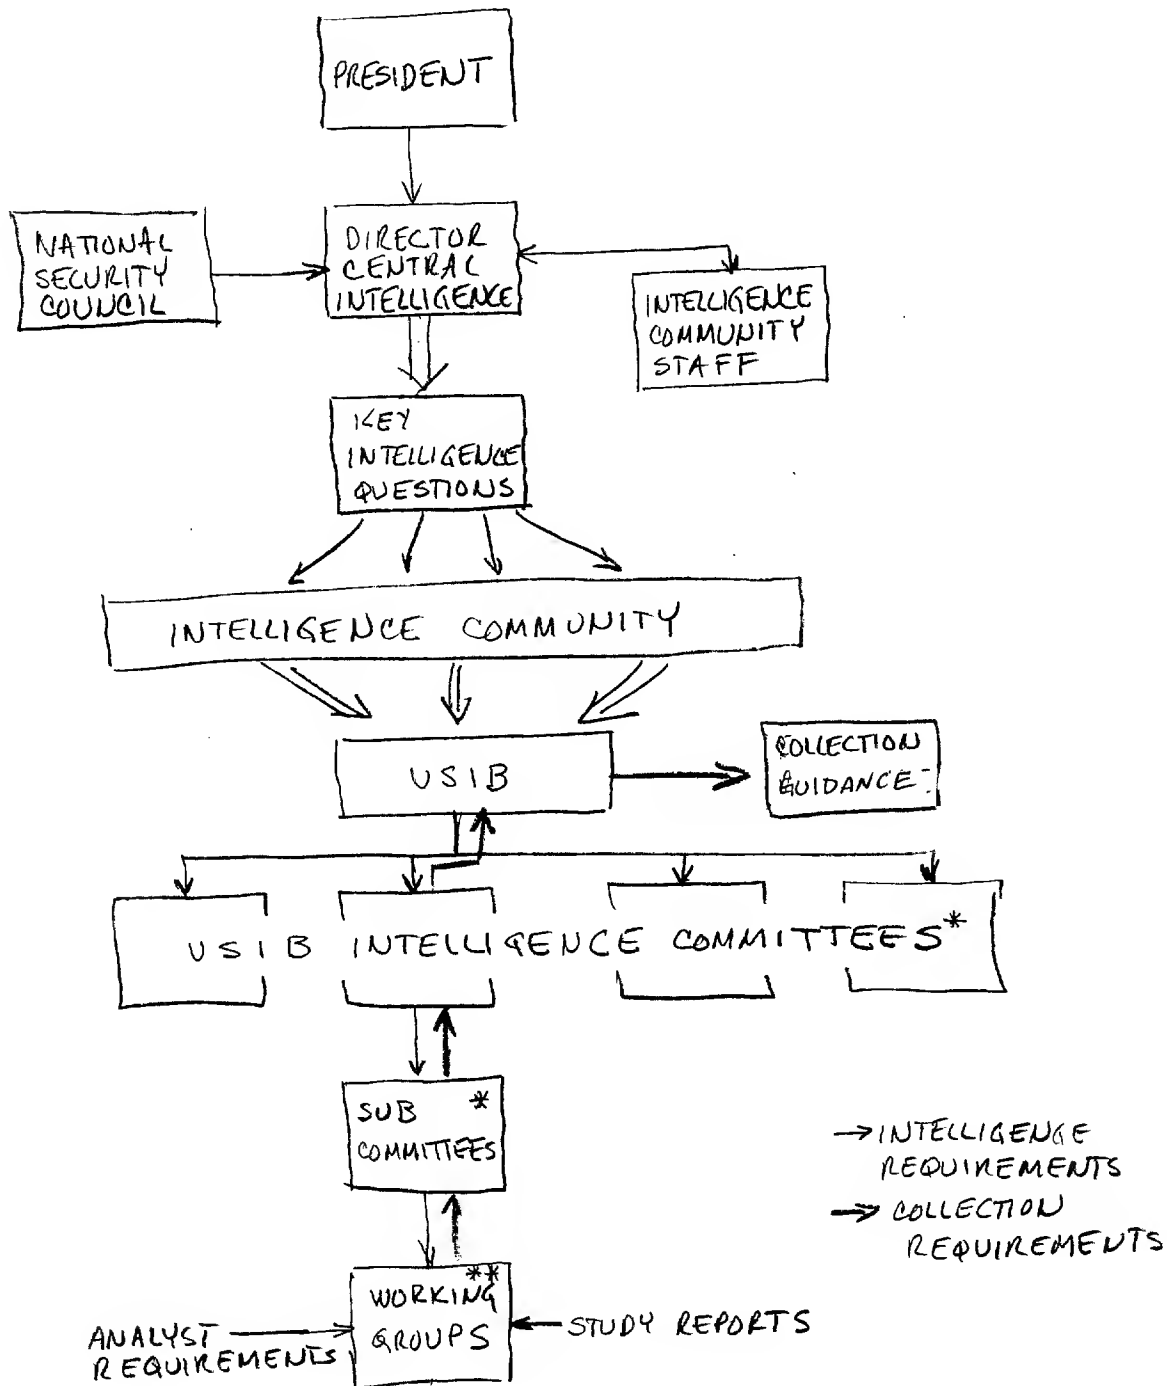 PRESIDENT
NATIONAL
SECURITY
COUNCIL
DIRECTOR
CENTRAL
INTELLIGENCE
INTELLIGENCE
COMMUNITY
STAFF
KEY
INTELLIGENCE
QUESTIONS
INTELLIGENCE COMMUNITY
USIB
COLLECTION
GUIDANCE:
USIB INTELLIGENCE COMMITTEES*
SUB *
COMMITTEES
→ INTELLIGENCE
REQUIREMENTS
⇒ COLLECTION
REQUIREMENTS
**
WORKING
GROUPS
ANALYST
REQUIREMENTS
STUDY REPORTS